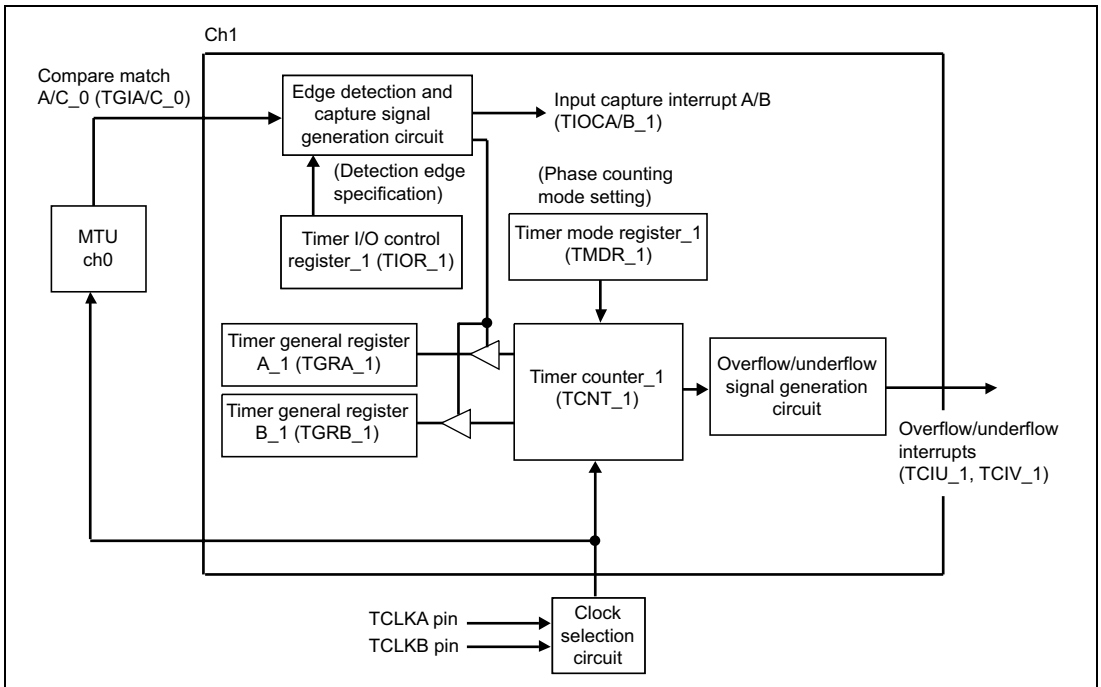 Ch1
Compare match
A/C_0 (TGIA/C_0)
Edge detection and
capture signal
generation circuit
Input capture interrupt A/B
(TIOCA/B_1)
(Detection edge
specification)
(Phase counting
mode setting)
MTU
ch0
Timer I/O control
register_1 (TIOR_1)
Timer mode register_1
(TMDR_1)
Timer general register
A_1 (TGRA_1)
Timer general register
B_1 (TGRB_1)
Timer counter_1
(TCNT_1)
Overflow/underflow
signal generation
circuit
Overflow/underflow
interrupts
(TCIU_1, TCIV_1)
TCLKA pin
TCLKB pin
Clock
selection
circuit